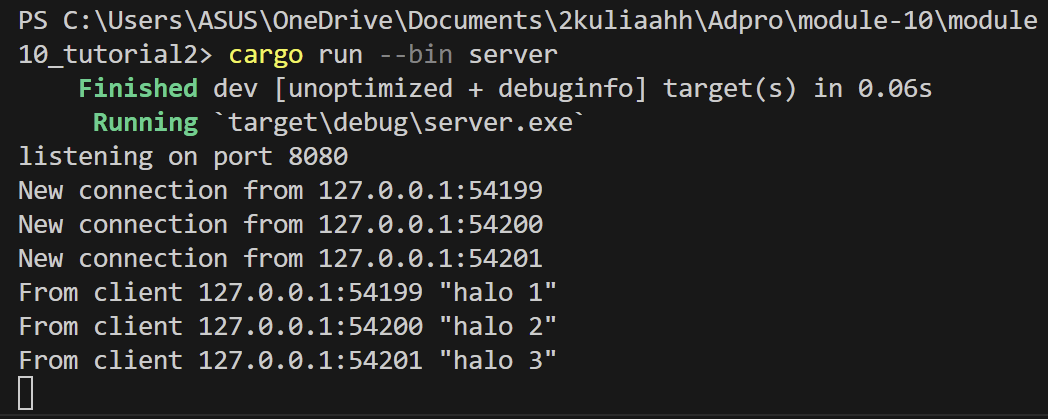 PS C:\Users\ASUS\OneDrive\Documents\2kuliaahh\Adpro\module-10\module
10_tutorial2> cargo run --bin server
Finished dev [unoptimized + debuginfo] target(s) in 0.06s
Running `target\debug\server.exe`
listening on port 8080
New connection from 127.0.0.1:54199
New connection from 127.0.0.1:54200
New connection from 127.0.0.1:54201
From client 127.0.0.1:54199 "halo 1"
From client 127.0.0.1:54200 "halo 2"
From client 127.0.0.1:54201 "halo 3"